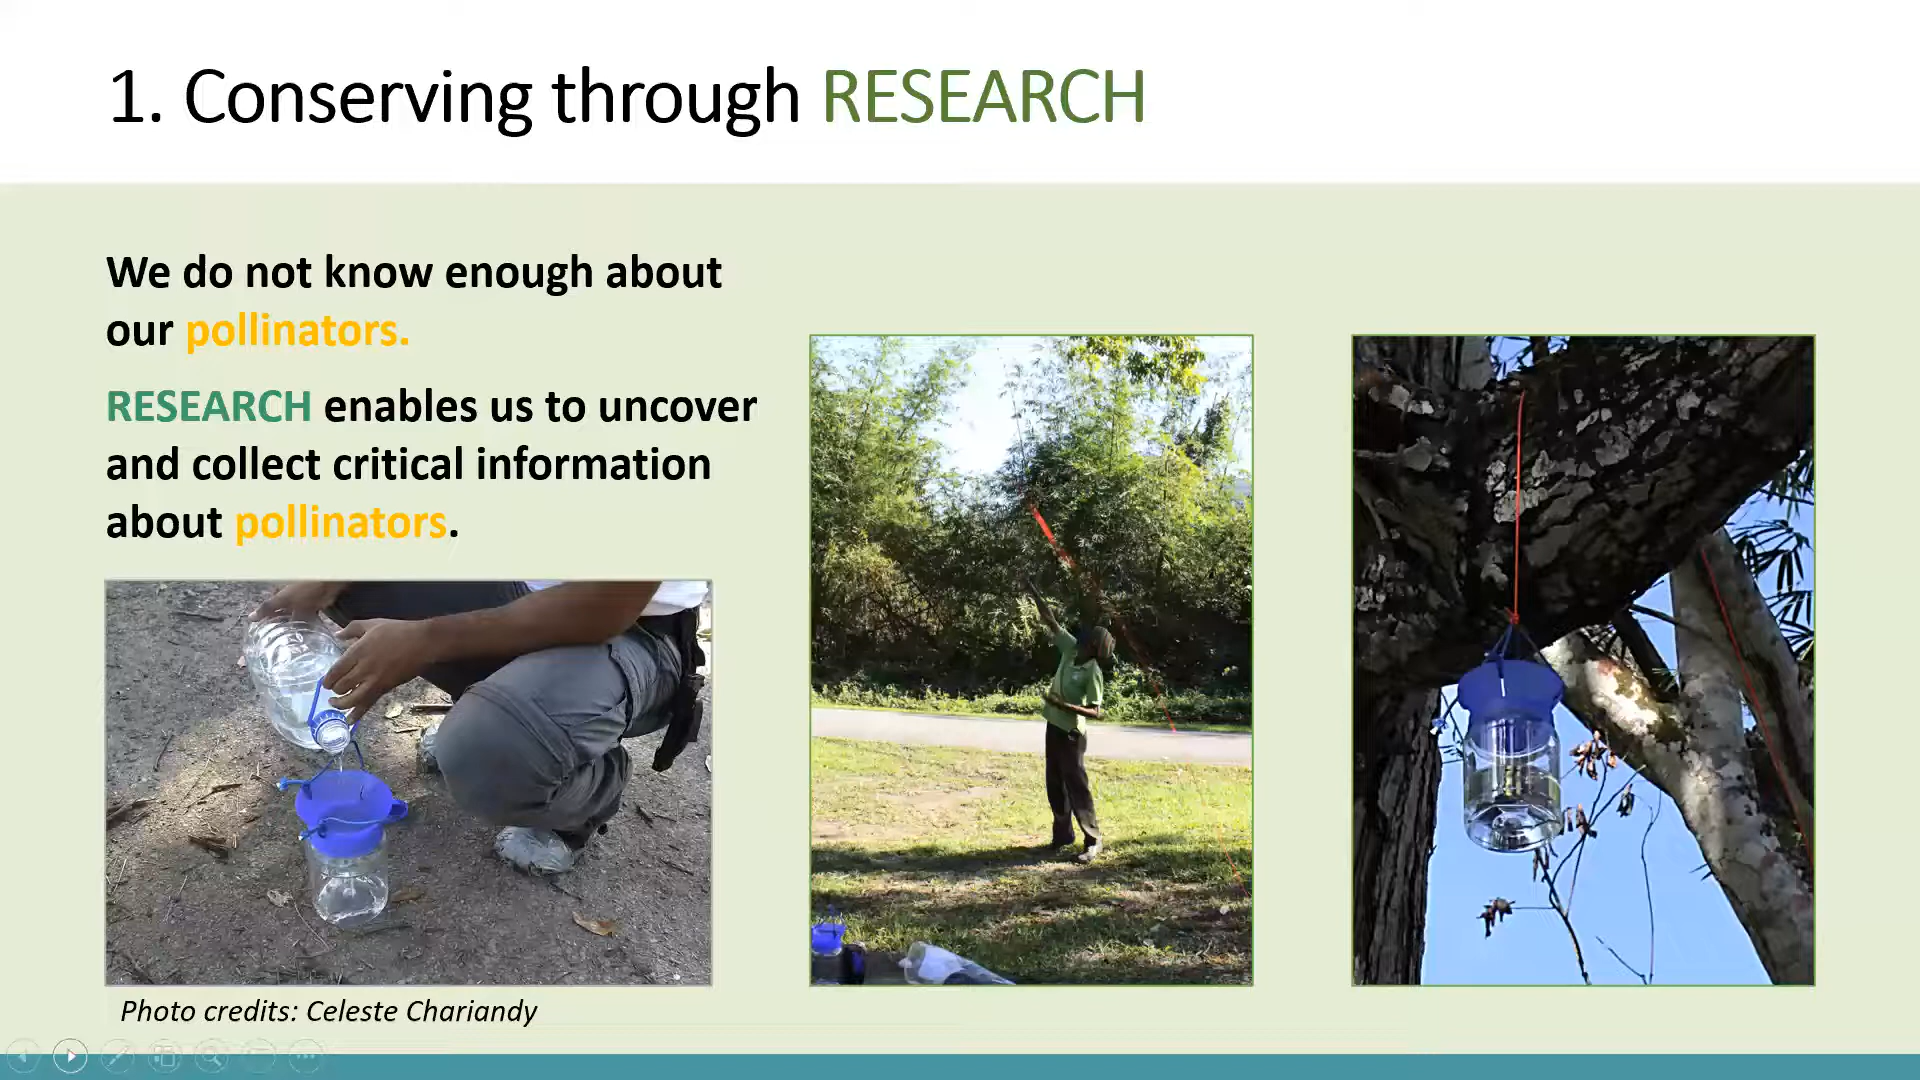 1. Conserving through RESEARCH
We do not know enough about
our pollinators.
RESEARCH enables us to uncover
and collect critical information
about pollinators.
Photo credits: Celeste Chariandy